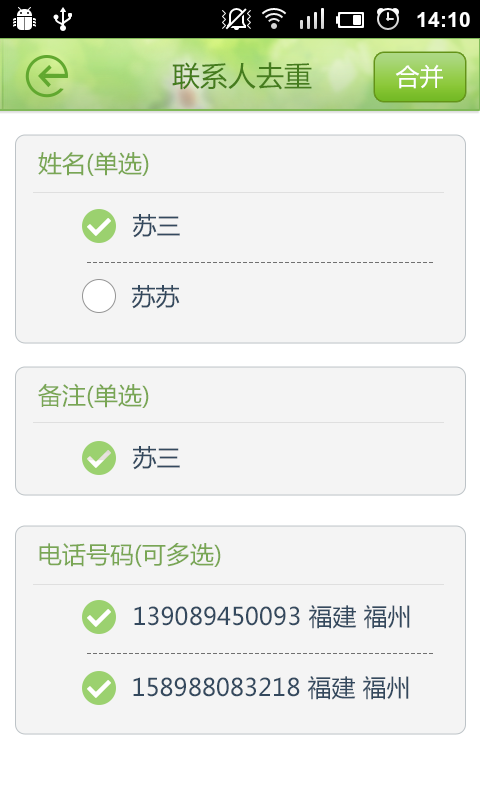 14:10
联系人去重
合并
姓名(单选)
苏三
苏苏
备注(单选)
苏三
电话号码(可多选)
139089450093 福建 福州
158988083218 福建 福州